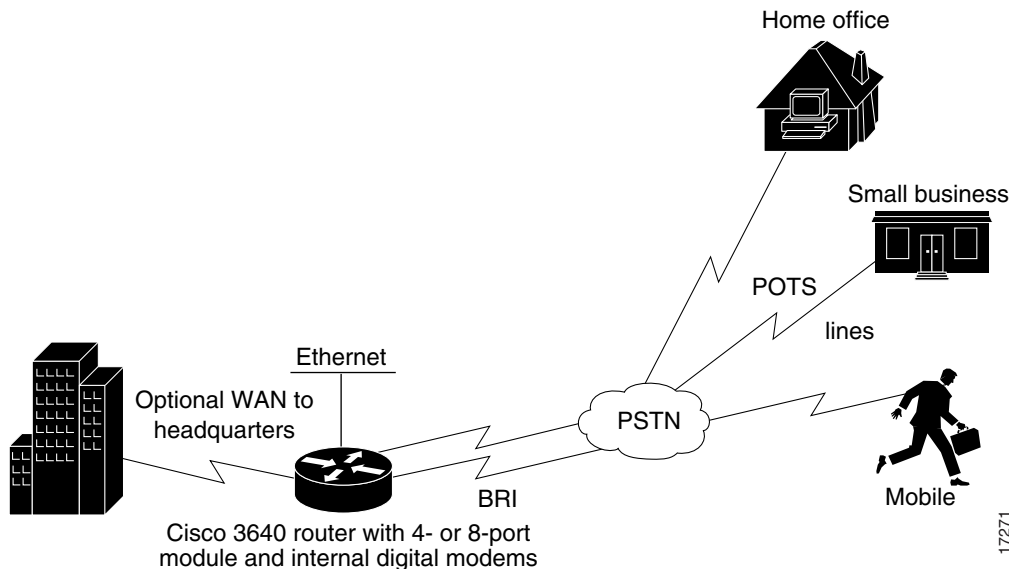 Home office
Small business
POTS
lines
Ethernet
Optional WAN to
headquarters
PSTN
BRI
Mobile
Cisco 3640 router with 4- or 8-port
module and internal digital modems
17271